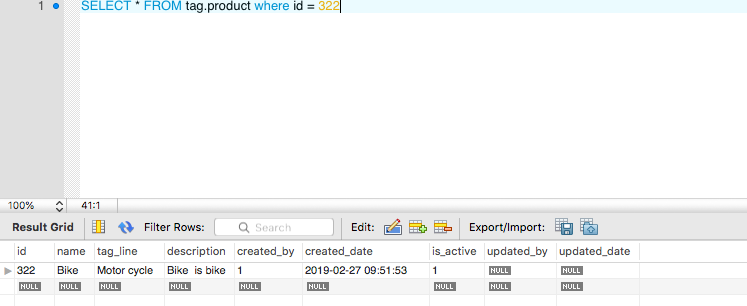 1 SELECT * FROM tag.product where id = 322
100% 41:1
Result Grid Filter Rows: Search Edit: Export/Import:
id name tag_line description created_by created_date is_active updated_by updated_date
322 Bike Motor cycle Bike is bike 1 2019-02-27 09:51:53 1 NULL NULL
NULL NULL NULL NULL NULL NULL NULL NULL NULL